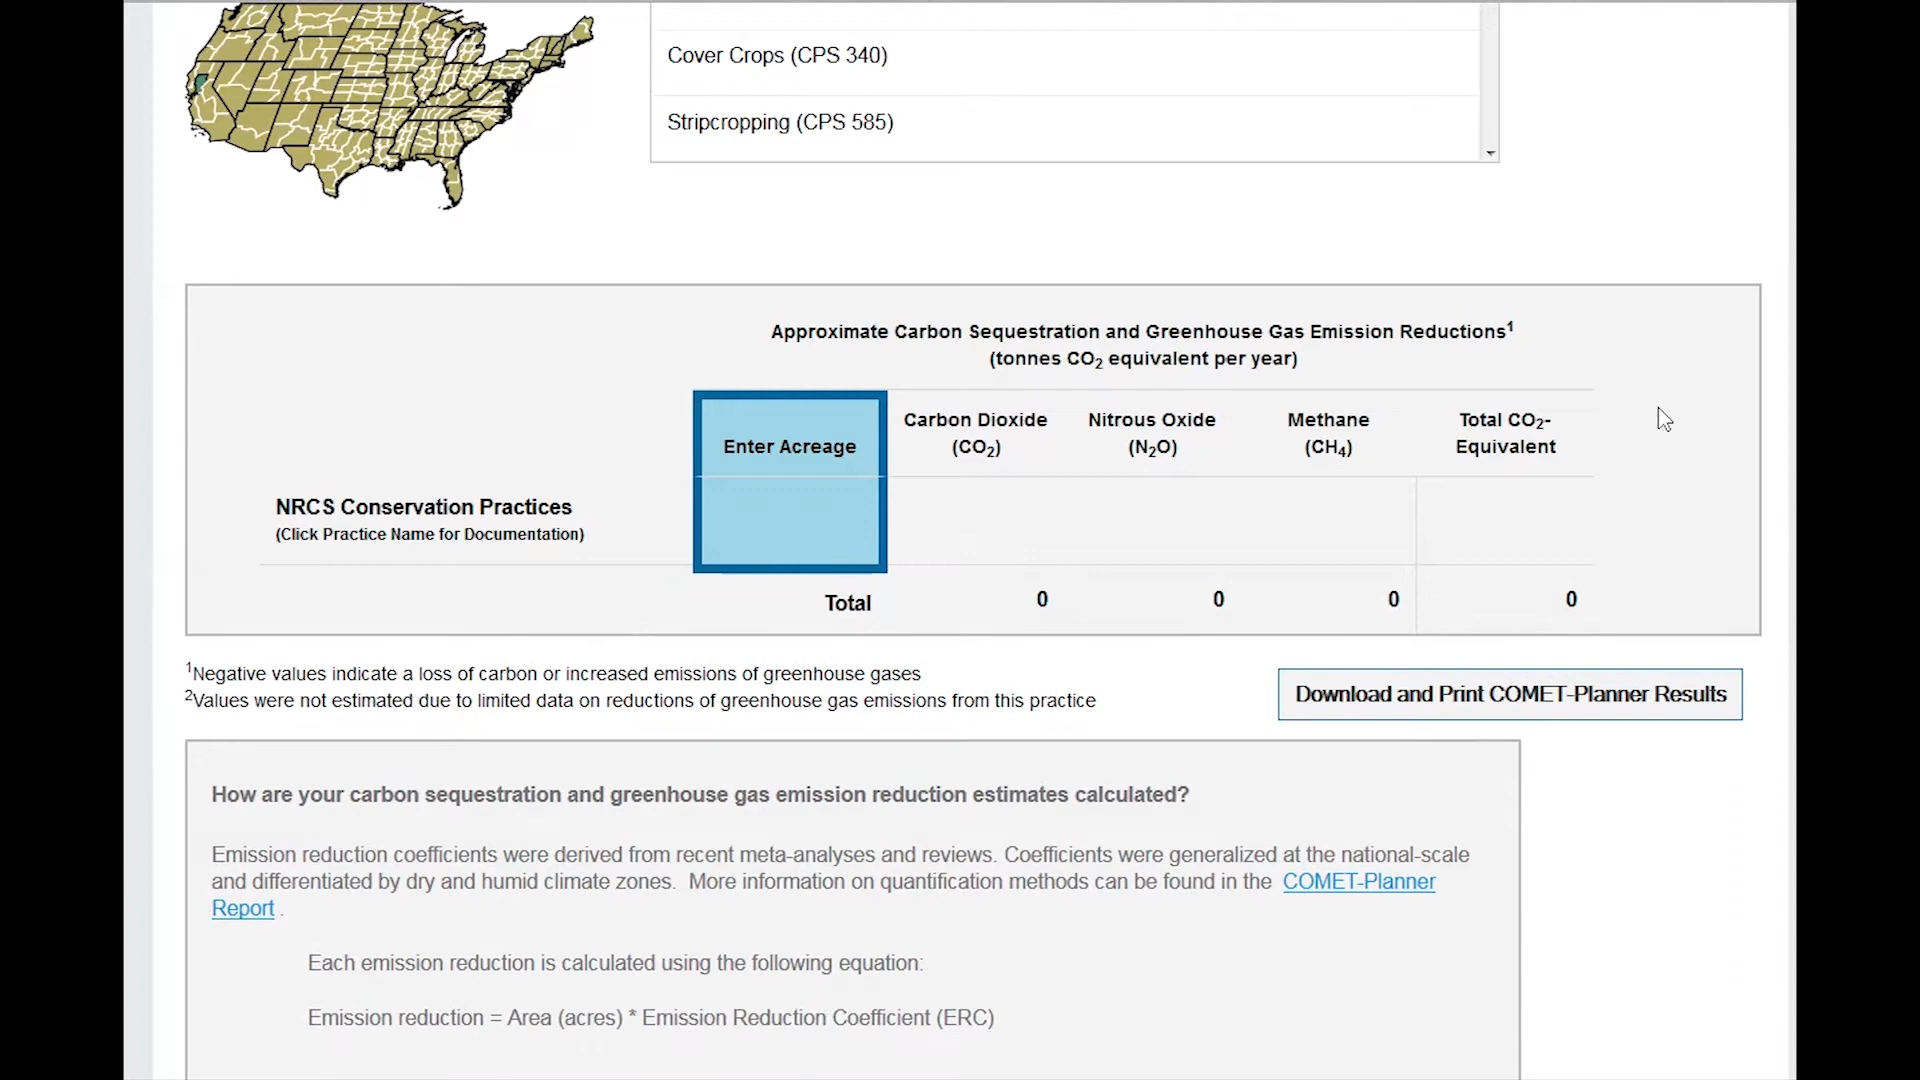 Cover Crops (CPS 340)
Stripcropping (CPS 585)
Approximate Carbon Sequestration and Greenhouse Gas Emission Reductions¹
(tonnes CO₂ equivalent per year)
Enter Acreage
Carbon Dioxide
(CO₂)
Nitrous Oxide
(N₂O)
Methane
(CH₄)
Total CO₂-
Equivalent
NRCS Conservation Practices
(Click Practice Name for Documentation)
Total 0 0 0 0
¹Negative values indicate a loss of carbon or increased emissions of greenhouse gases
²Values were not estimated due to limited data on reductions of greenhouse gas emissions from this practice
Download and Print COMET-Planner Results
How are your carbon sequestration and greenhouse gas emission reduction estimates calculated?
Emission reduction coefficients were derived from recent meta-analyses and reviews. Coefficients were generalized at the national-scale
and differentiated by dry and humid climate zones. More information on quantification methods can be found in the COMET-Planner
Report .
Each emission reduction is calculated using the following equation:
Emission reduction = Area (acres) * Emission Reduction Coefficient (ERC)